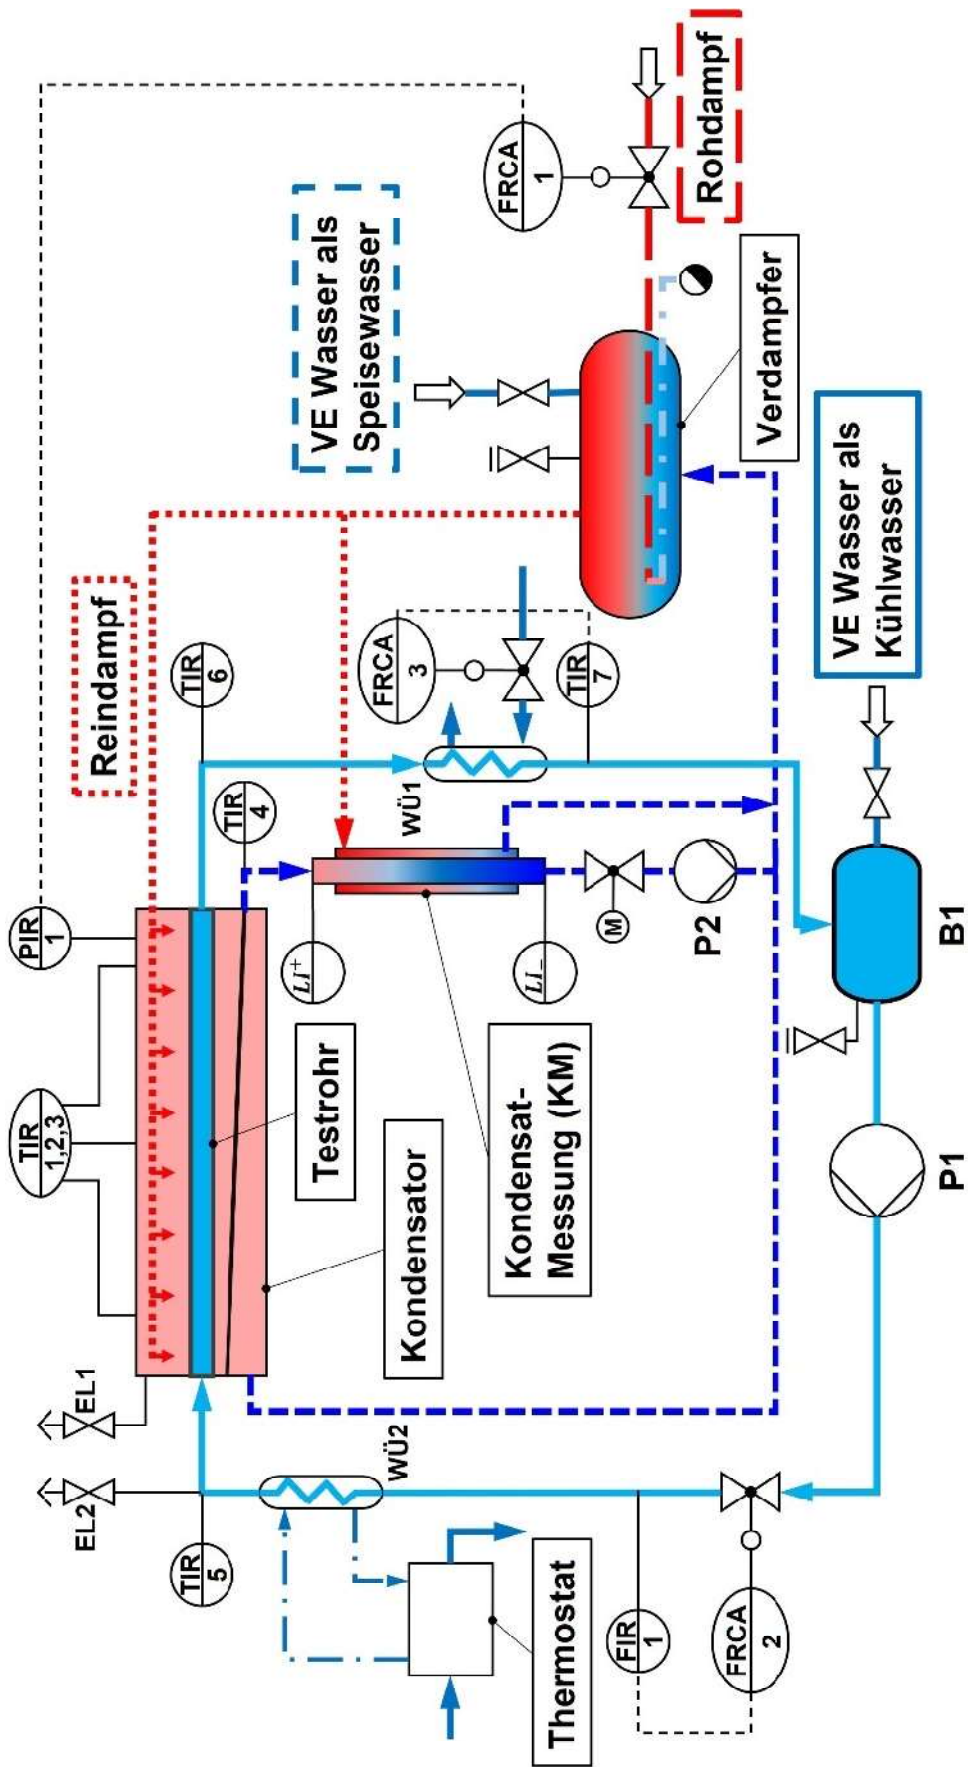 TIR
1,2,3
PIR
1
EL2
EL1
Reindampf
TIR
5
TIR
6
TIR
4
LI+
Testrohr
VE Wasser als
Speisewasser
WÜ2
Kondensator
WÜ1
FRCA
3
FRCA
1
LI_
Kondensat-
Messung (KM)
TIR
7
Thermostat
M
FIR
1
P2
Rohdampf
FRCA
2
Verdampfer
VE Wasser als
Kühlwasser
P1
B1